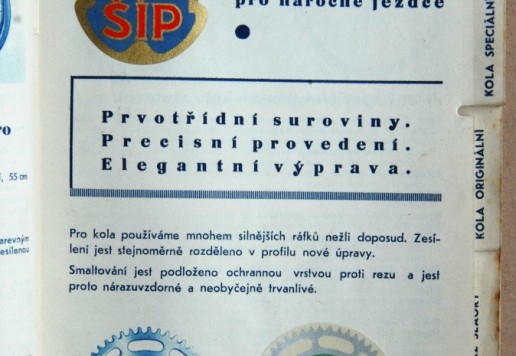 pro náročné jezdce
ŠÍP
Prvotřídní suroviny.
Precisní provedení.
Elegantní výprava.
55 cm
Pro kola používáme mnohem silnějších ráfků nežli doposud. Zesí-
lení jest stejnoměrně rozděleno v profilu nové úpravy.
Smaltování jest podloženo ochrannou vrstvou proti rezu a jest
proto nárazuvzdorné a neobyčejně trvanlivé.
KOLA SPECIÁLNÍ
KOLA ORIGINÁLNÍ